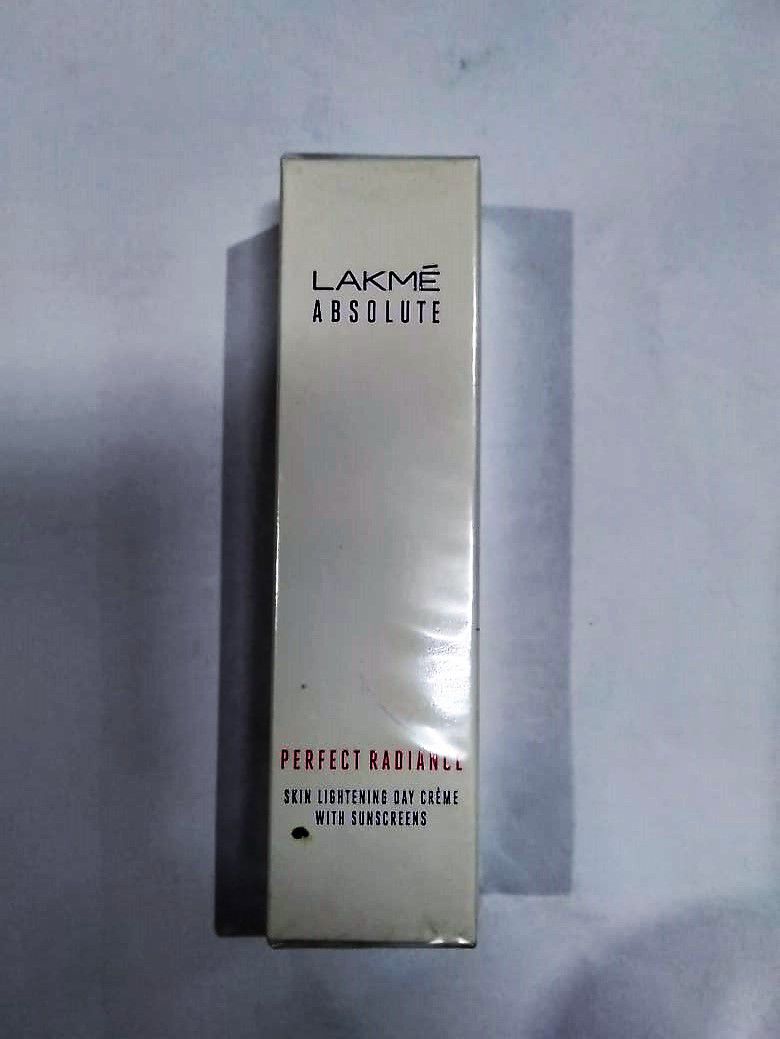 LAKMÉ
ABSOLUTE
PERFECT RADIANCE
SKIN LIGHTENING DAY CRÈME
WITH SUNSCREENS